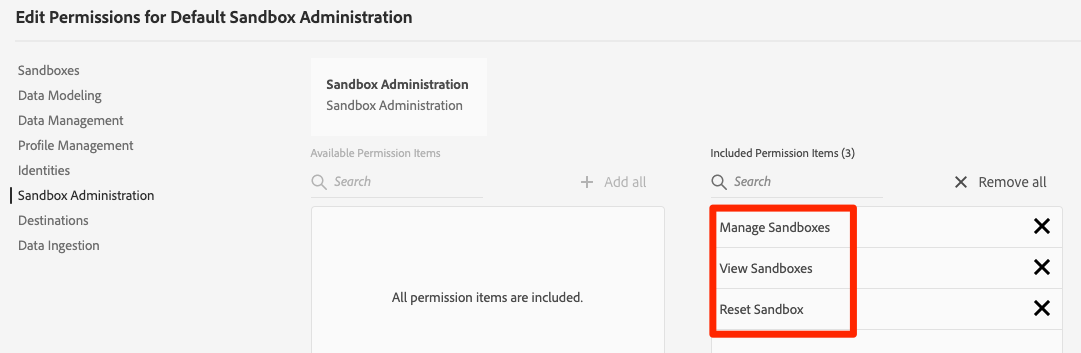 Edit Permissions for Default Sandbox Administration
Sandboxes
Data Modeling
Data Management
Profile Management
Identities
Sandbox Administration
Destinations
Data Ingestion
Sandbox Administration
Sandbox Administration
Available Permission Items
Search
Add all
All permission items are included.
Included Permission Items (3)
Search
Remove all
Manage Sandboxes
View Sandboxes
Reset Sandbox